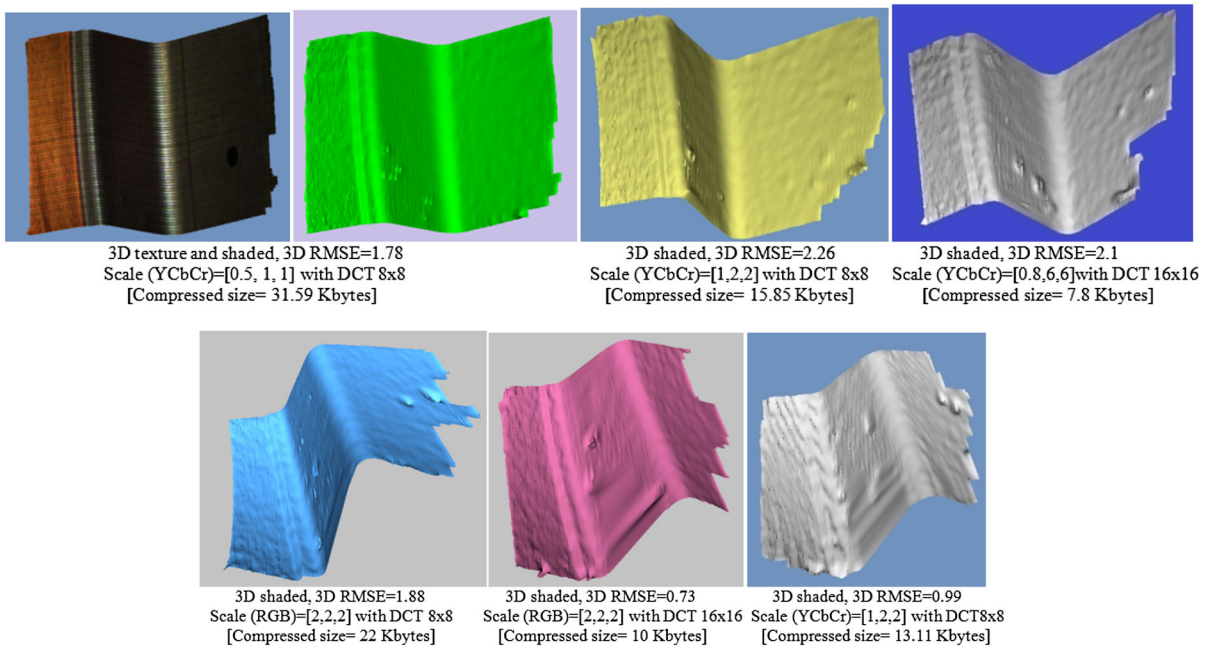 3D texture and shaded, 3D RMSE=1.78
Scale (YCbCr)=[0.5, 1, 1] with DCT 8x8
[Compressed size= 31.59 Kbytes]
3D shaded, 3D RMSE=2.26
Scale (YCbCr)=[1,2,2] with DCT 8x8
[Compressed size= 15.85 Kbytes]
3D shaded, 3D RMSE=2.1
Scale (YCbCr)=[0.8,6,6]with DCT 16x16
[Compressed size= 7.8 Kbytes]
3D shaded, 3D RMSE=1.88
Scale (RGB)=[2,2,2] with DCT 8x8
[Compressed size= 22 Kbytes]
3D shaded, 3D RMSE=0.73
Scale (RGB)=[2,2,2] with DCT 16x16
[Compressed size= 10 Kbytes]
3D shaded, 3D RMSE=0.99
Scale (YCbCr)=[1,2,2] with DCT8x8
[Compressed size= 13.11 Kbytes]